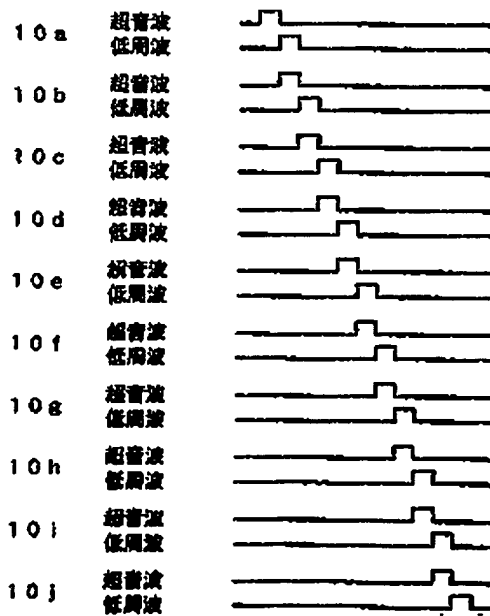 10a 超音波
低周波
10b 超音波
低周波
10c 超音波
低周波
10d 超音波
低周波
10e 超音波
低周波
10f 超音波
低周波
10g 超音波
低周波
10h 超音波
低周波
10i 超音波
低周波
10j 超音波
低周波